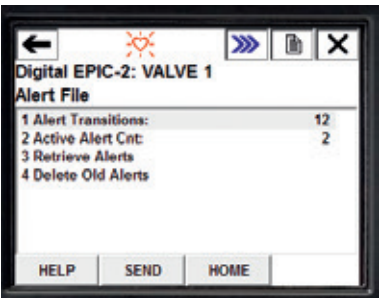 Digital EPIC-2: VALVE 1
Alert File
1 Alert Transitions: 12
2 Active Alert Cnt: 2
3 Retrieve Alerts
4 Delete Old Alerts
HELP SEND HOME